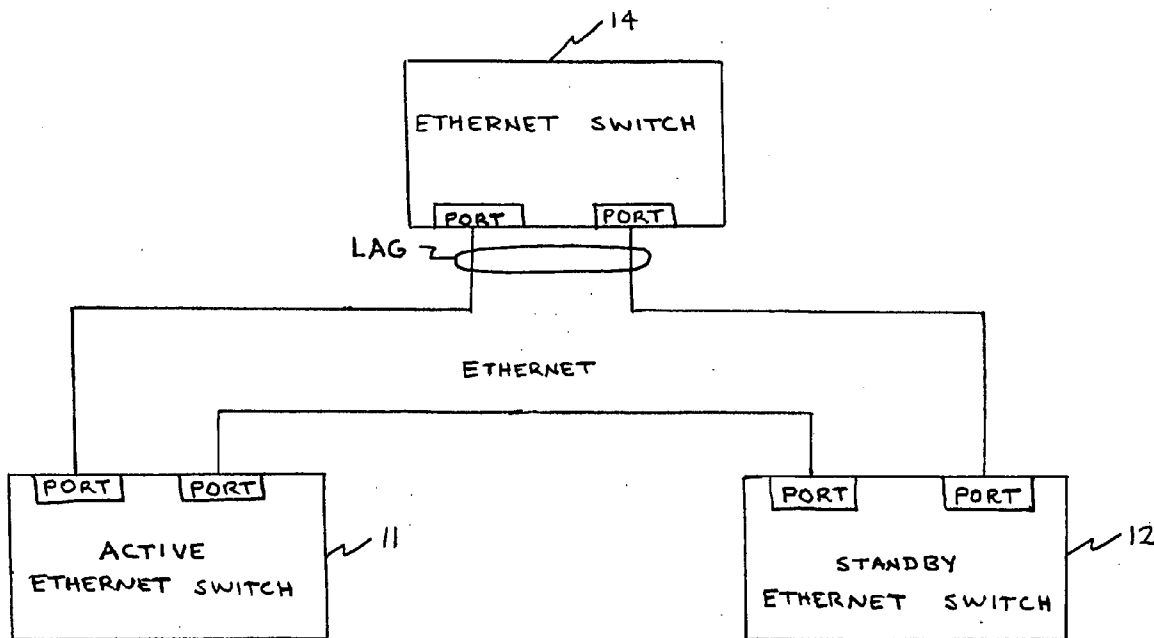 14
ETHERNET SWITCH
PORT PORT
LAG
ETHERNET
PORT PORT
PORT PORT
ACTIVE
ETHERNET SWITCH
11
STANDBY
ETHERNET SWITCH
12